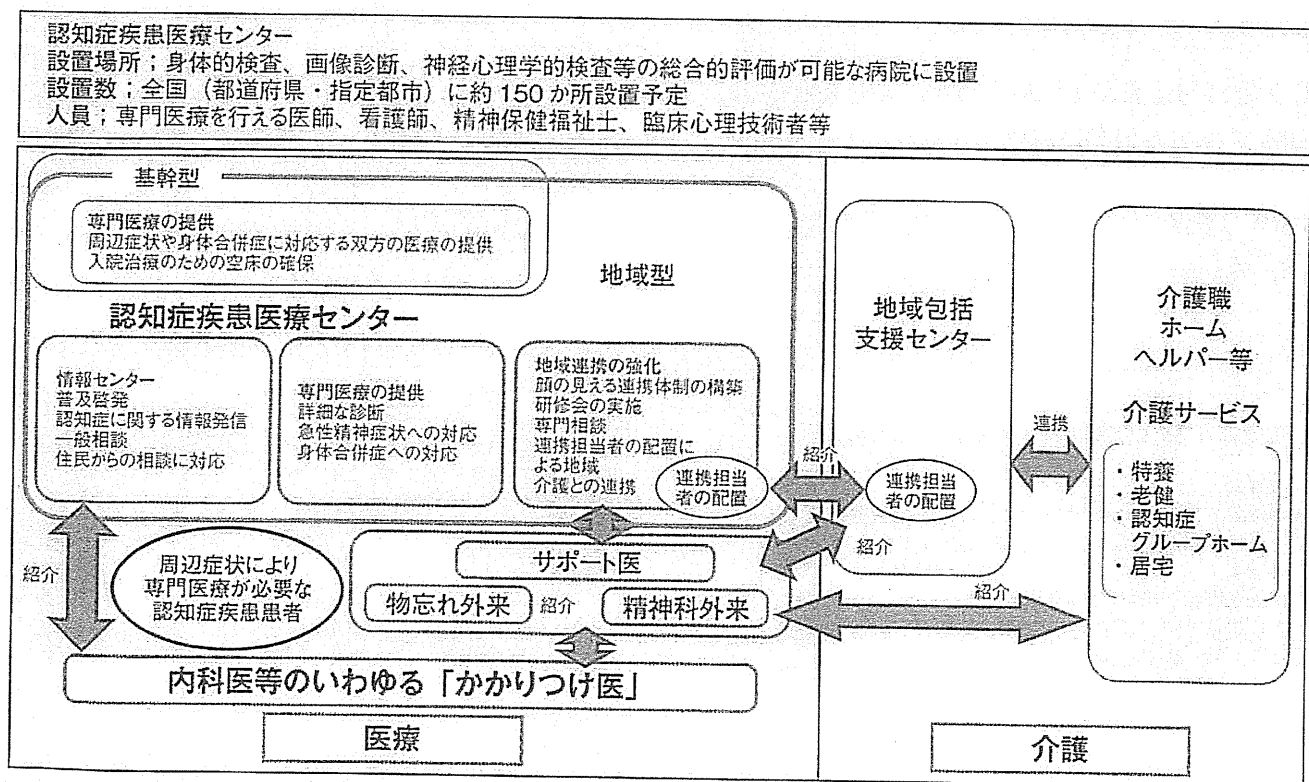 認知症疾患医療センター
設置場所；身体的検査、画像診断、神経心理学的検査等の総合的評価が可能な病院に設置
設置数；全国（都道府県・指定都市）に約150か所設置予定
人員；専門医療を行える医師、看護師、精神保健福祉士、臨床心理技術者等
基幹型
専門医療の提供
周辺症状や身体合併症に対応する双方の医療の提供
入院治療のための空床の確保
地域型
認知症疾患医療センター
情報センター
普及啓発
認知症に関する情報発信
一般相談
住民からの相談に対応
専門医療の提供
詳細な診断
急性精神症状への対応
身体合併症への対応
地域連携の強化
顔の見える連携体制の構築
研修会の実施
専門相談
連携担当者の配置に
よる地域
介護との連携
連携担当
者の配置
紹介
地域包括
支援センター
連携担当
者の配置
連携
介護職
ホーム
ヘルパー等
介護サービス
・特養
・老健
・認知症
グループホーム
・居宅
紹介
周辺症状により
専門医療が必要な
認知症疾患患者
サポート医
物忘れ外来
紹介
精神科外来
紹介
紹介
内科医等のいわゆる「かかりつけ医」
医療
介護